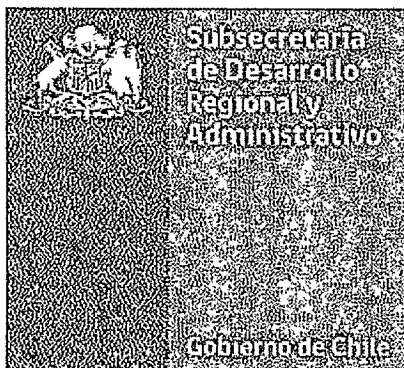 Subsecretaría
de Desarrollo
Regional y
Administrativo
Gobierno de Chile